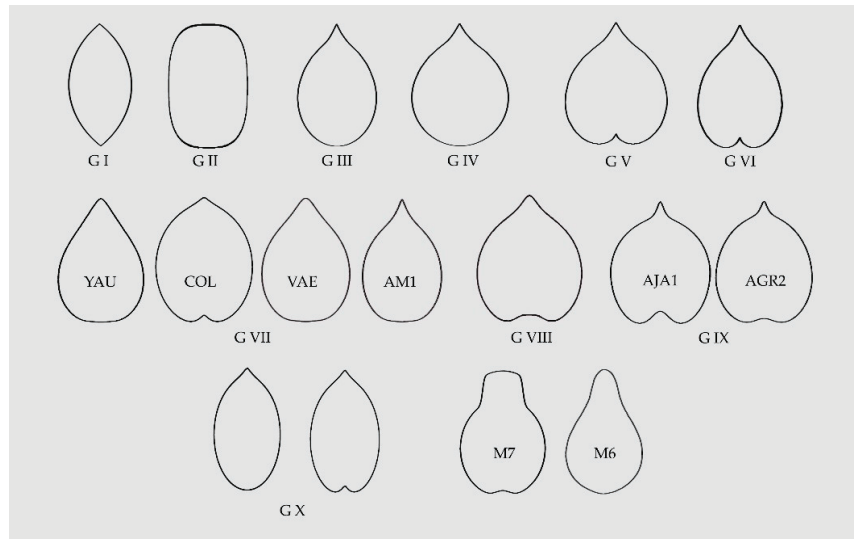 G I G II G III G IV G V G VI
YAU COL VAE AM1 AJA1 AGR2
G VII G VIII G IX
M7 M6
G X